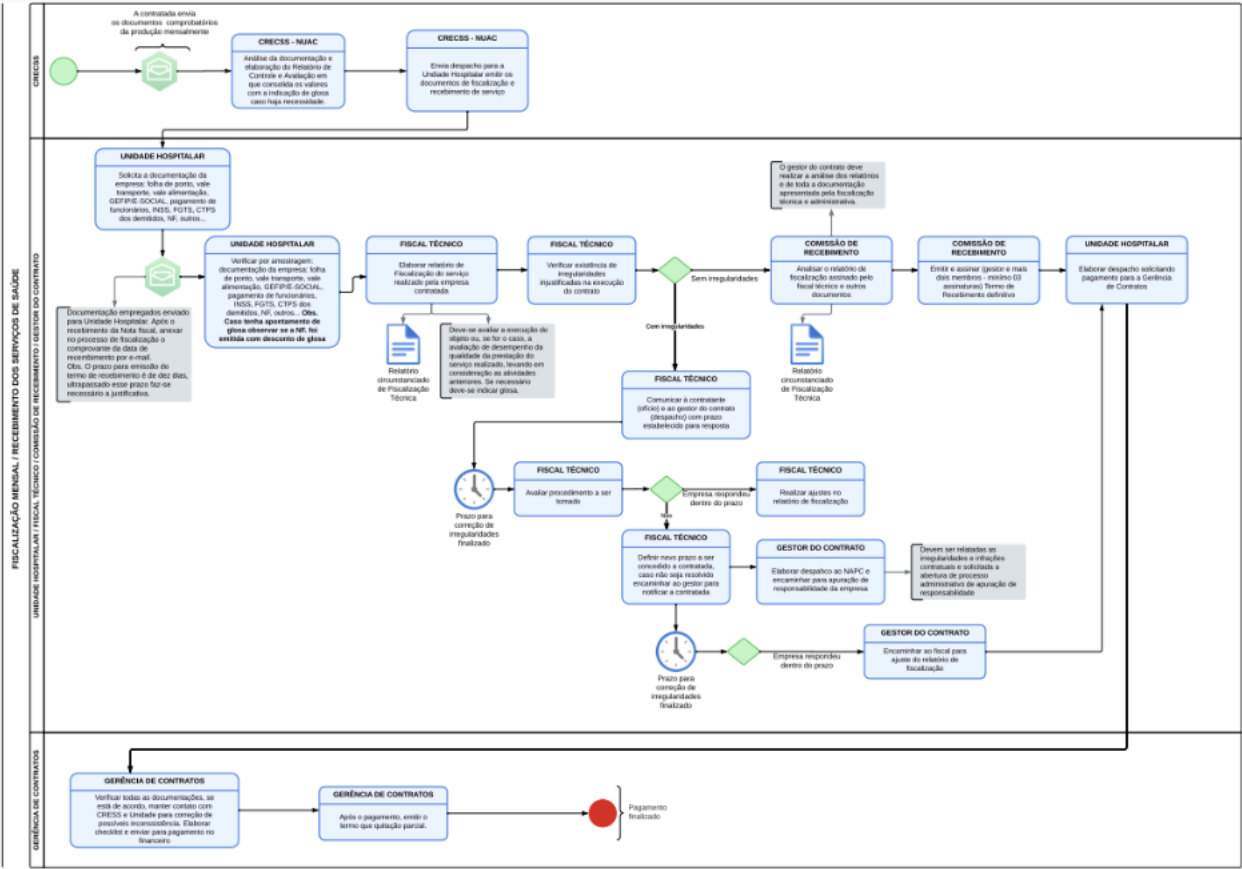 FISCALIZAÇÃO MENSAL / RECEBIMENTO DOS SERVIÇOS DE SAÚDE
CRECSS
A contratada envia
os documentos comprobatórios
da produção mensalmente
CRECSS - NUAC
Análise da documentação e
elaboração do Relatório de
Controle e Avaliação em
que consolida os valores
com a indicação de glosa
caso haja necessidade.
CRECSS - NUAC
Envia despacho para a
Unidade Hospitalar emitir os
documentos de fiscalização e
recebimento de serviço
UNIDADE HOSPITALAR / FISCAL TÉCNICO / COMISSÃO DE RECEBIMENTO / GESTOR DO CONTRATO
UNIDADE HOSPITALAR
Solicita a documentação da
empresa: folha de ponto, vale
transporte, vale alimentação,
GEFIP/E-SOCIAL, pagamento de
funcionários, INSS, FGTS, CTPS
dos demitidos, NF, outros...
Documentação empregados enviado
para Unidade Hospitalar. Após o
recebimento da Nota fiscal, anexar
no processo de fiscalização o
comprovante da data de
recembimento por e-mail.
Obs. O prazo para emissão do
termo de recebimento é de dez dias,
ultrapassado esse prazo faz-se
necessário a justificativa.
UNIDADE HOSPITALAR
Verificar por amostragem:
documentação da empresa: folha
de ponto, vale transporte, vale
alimentação, GEFIP/E-SOCIAL,
pagamento de funcionários,
INSS, FGTS, CTPS dos
demitidos, NF, outros... Obs.
Caso tenha apontamento de
glosa observar se a NF. foi
emitida com desconto de glosa
FISCAL TÉCNICO
Elaborar relatório de
Fiscalização do serviço
realizado pela empresa
contratada
Relatório
circunstanciado
de Fiscalização
Técnica
Deve-se avaliar a execução do
objeto ou, se for o caso, a
avaliação de desempenho da
qualidade da prestação do
serviço realizado, levando em
consideração as atividades
anteriores. Se necessário
deve-se indicar glosa.
FISCAL TÉCNICO
Verificar existência de
irregularidades
injustificadas na execução
do contrato
Sem irregularidades
Com irregularidades
O gestor do contrato deve
realizar a análise dos relatórios
e de toda a documentação
apresentada pela fiscalização
técnica e administrativa.
COMISSÃO DE
RECEBIMENTO
Analisar o relatório de
fiscalização assinado pelo
fiscal técnico e outros
documentos
Relatório
circunstanciado
de Fiscalização
Técnica
COMISSÃO DE
RECEBIMENTO
Emitir e assinar (gestor e mais
dois membros - mínimo 03
assinaturas) Termo de
Recebimento definitivo
UNIDADE HOSPITALAR
Elaborar despacho solicitando
pagamento para a Gerência
de Contratos
FISCAL TÉCNICO
Comunicar à contratante
(ofício) e ao gestor do contrato
(despacho) com prazo
estabelecido para resposta
Prazo para
correção de
irregularidades
finalizado
FISCAL TÉCNICO
Avaliar procedimento a ser
tomado
Empresa respondeu
dentro do prazo
Não
FISCAL TÉCNICO
Realizar ajustes no
relatório de fiscalização
FISCAL TÉCNICO
Definir novo prazo a ser
concedido a contratada,
caso não seja resolvido
encaminhar ao gestor para
notificar a contratada
GESTOR DO CONTRATO
Elaborar despahco ao NAPC e
encaminhar para apuração de
responsabilidade da empresa
Devem ser relatadas as
irregularidades e infrações
contratuais e solicitada a
abertura de processo
administrativo de apuração de
responsabilidade
Prazo para
correção de
irregularidades
finalizado
Empresa respondeu
dentro do prazo
GESTOR DO CONTRATO
Encaminhar ao fiscal para
ajuste do relatório de
fiscalização
GERÊNCIA DE CONTRATOS
GERÊNCIA DE CONTRATOS
Verificar todas as documentações, se
está de acordo, manter contato com
CRESS e Unidade para correção de
possíveis inconssistência. Elaborar
checklist e enviar para pagamento no
financeiro
GERÊNCIA DE CONTRATOS
Após o pagamento, emitir o
termo que quitação parcial.
Pagamento
finalizado